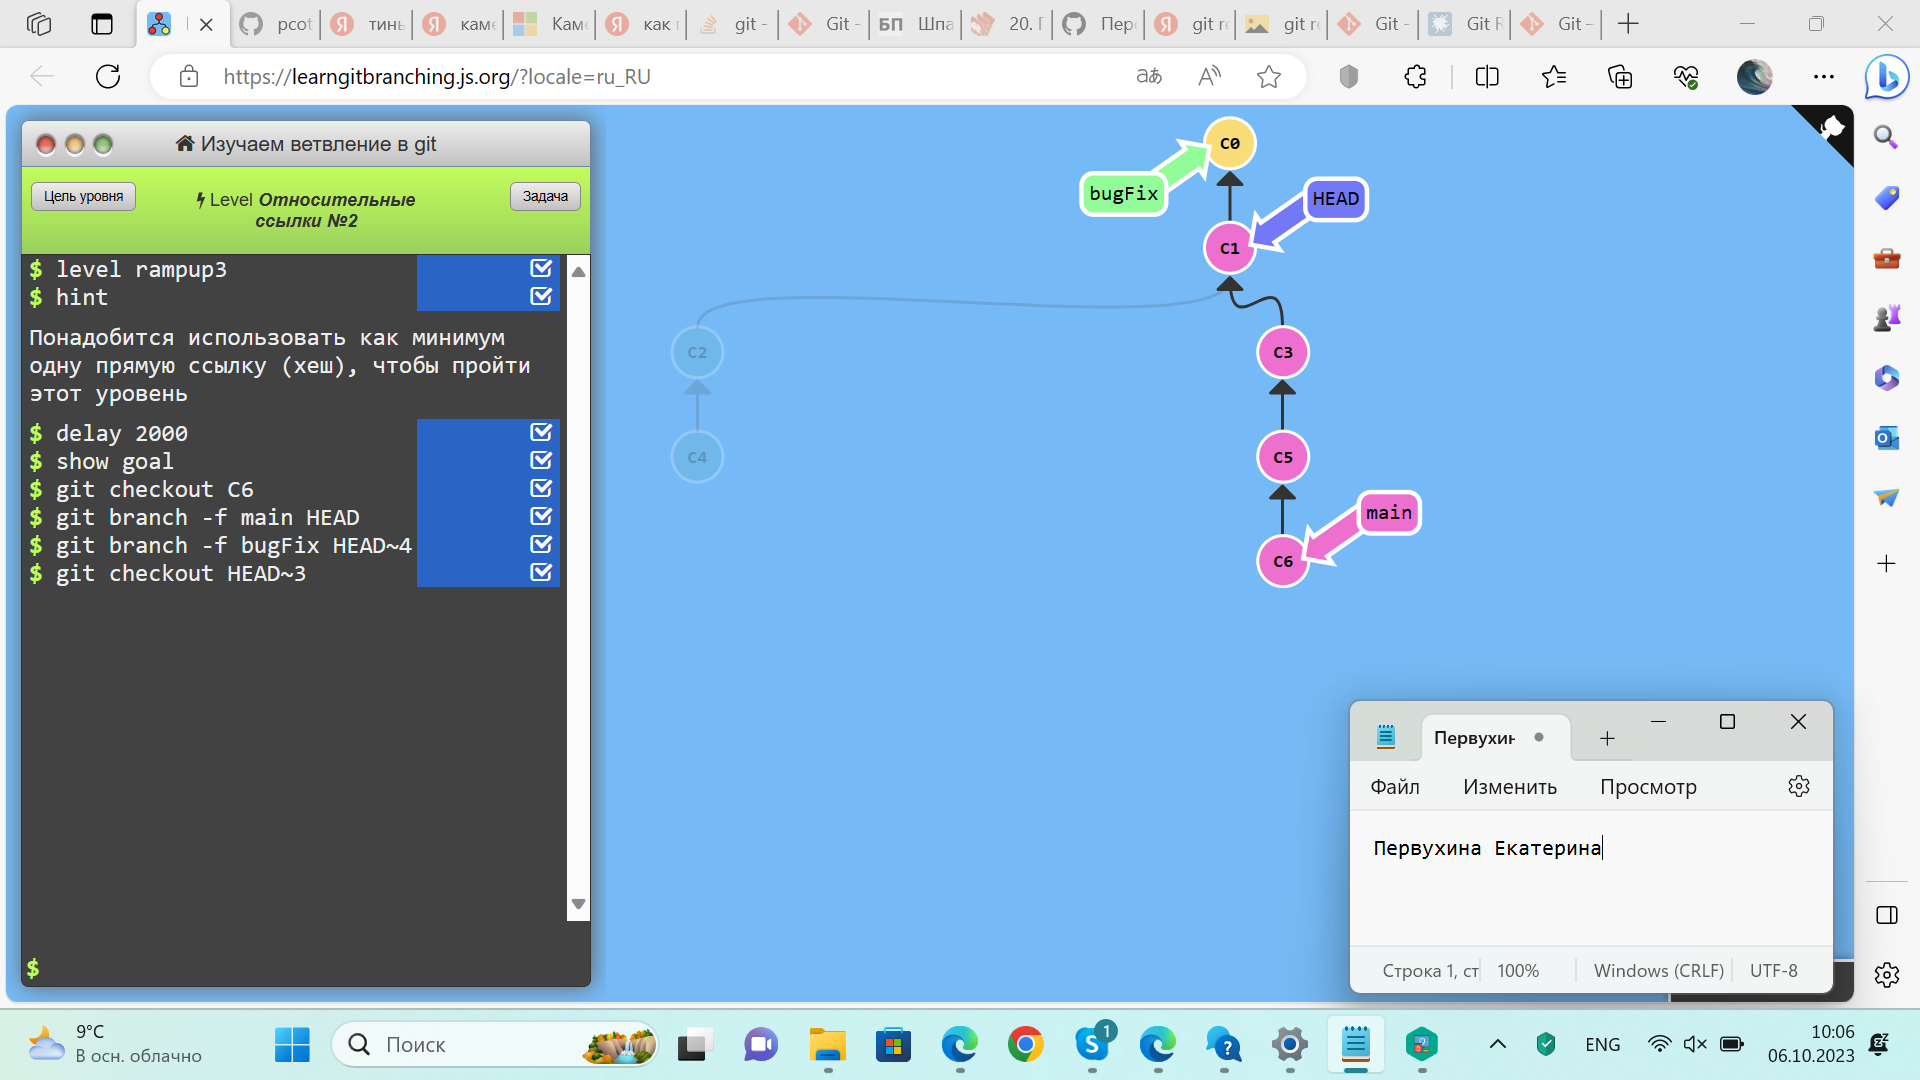 pcot
тинь
каме
Кам
как
git -
Git -
БП Шпа
20. Г
Пер
git re
git re
Git -
Git R
Git -
https://learngitbranching.js.org/?locale=ru_RU
Изучаем ветвление в git
Цель уровня
Level Относительные
ссылки №2
Задача
$ level rampup3
$ hint
Понадобится использовать как минимум
одну прямую ссылку (хеш), чтобы пройти
этот уровень
$ delay 2000
$ show goal
$ git checkout C6
$ git branch -f main HEAD
$ git branch -f bugFix HEAD~4
$ git checkout HEAD~3
$
C0
bugFix
HEAD
C1
C2
C3
C4
C5
main
C6
Первухин
Файл Изменить Просмотр
Первухина Екатерина
Строка 1, ст 100% Windows (CRLF) UTF-8
9°C
В осн. облачно
Поиск
1
ENG
10:06
06.10.2023